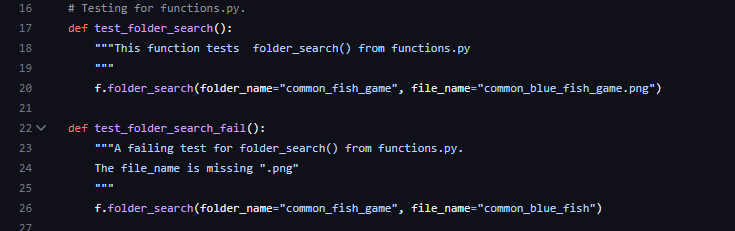 16 # Testing for functions.py.
17 def test_folder_search():
18 """This function tests  folder_search() from functions.py
19 """
20 f.folder_search(folder_name="common_fish_game", file_name="common_blue_fish_game.png")
21
22 def test_folder_search_fail():
23 """A failing test for folder_search() from functions.py.
24 The file_name is missing ".png"
25 """
26 f.folder_search(folder_name="common_fish_game", file_name="common_blue_fish")
27